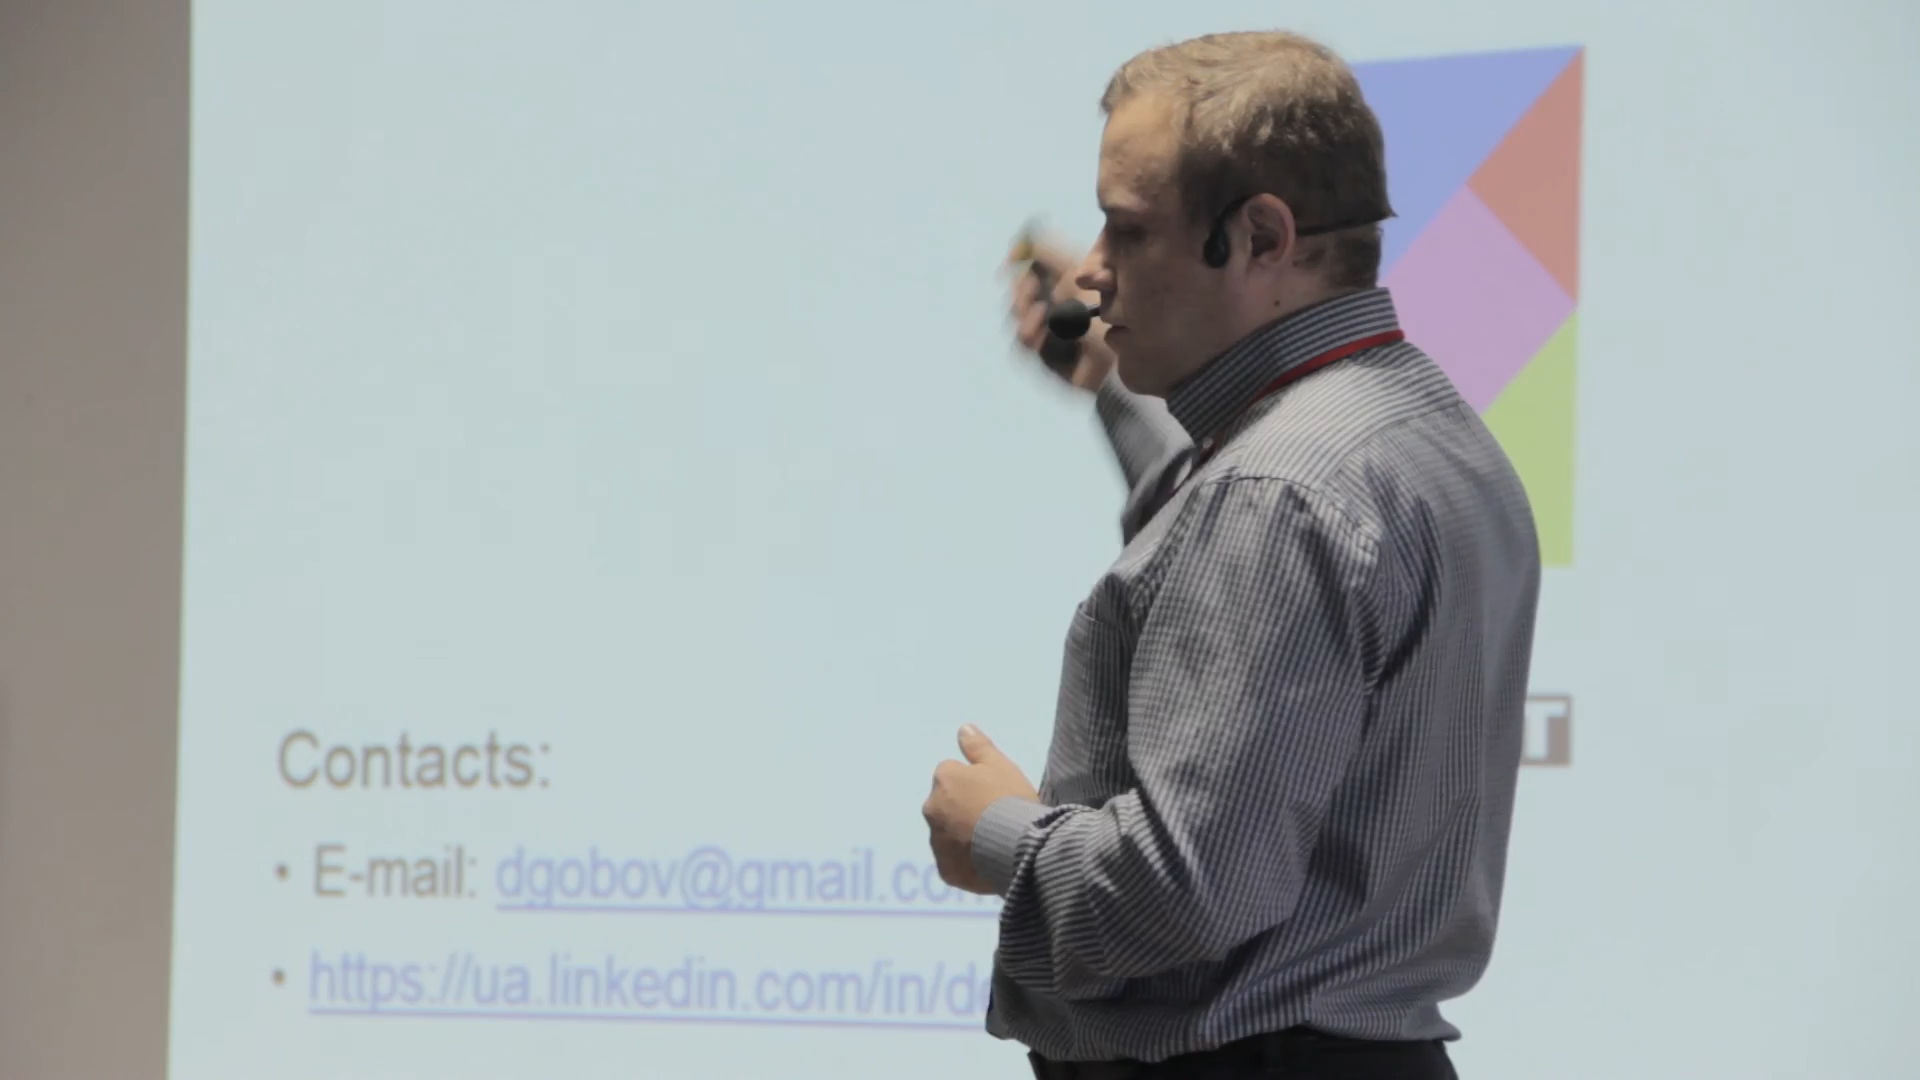 Contacts:
• E-mail: dgobov@gmail.co
• https://ua.linkedin.com/in/d
T